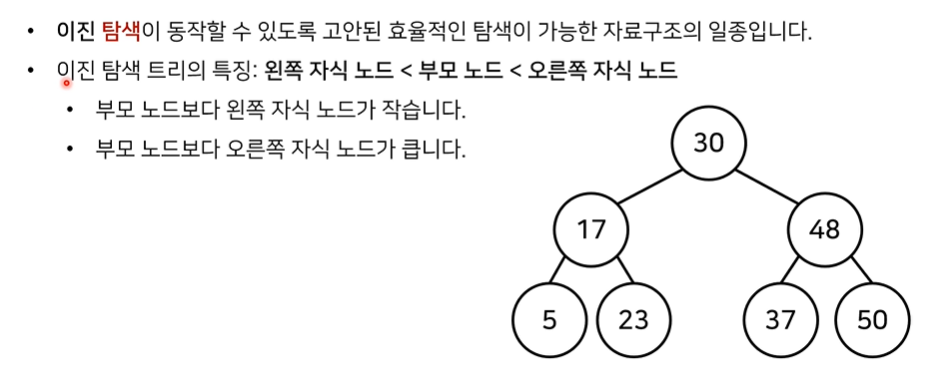 • 이진 탐색이 동작할 수 있도록 고안된 효율적인 탐색이 가능한 자료구조의 일종입니다.
• 이진 탐색 트리의 특징: 왼쪽 자식 노드 < 부모 노드 < 오른쪽 자식 노드
• 부모 노드보다 왼쪽 자식 노드가 작습니다.
• 부모 노드보다 오른쪽 자식 노드가 큽니다.
30
17 48
5 23 37 50